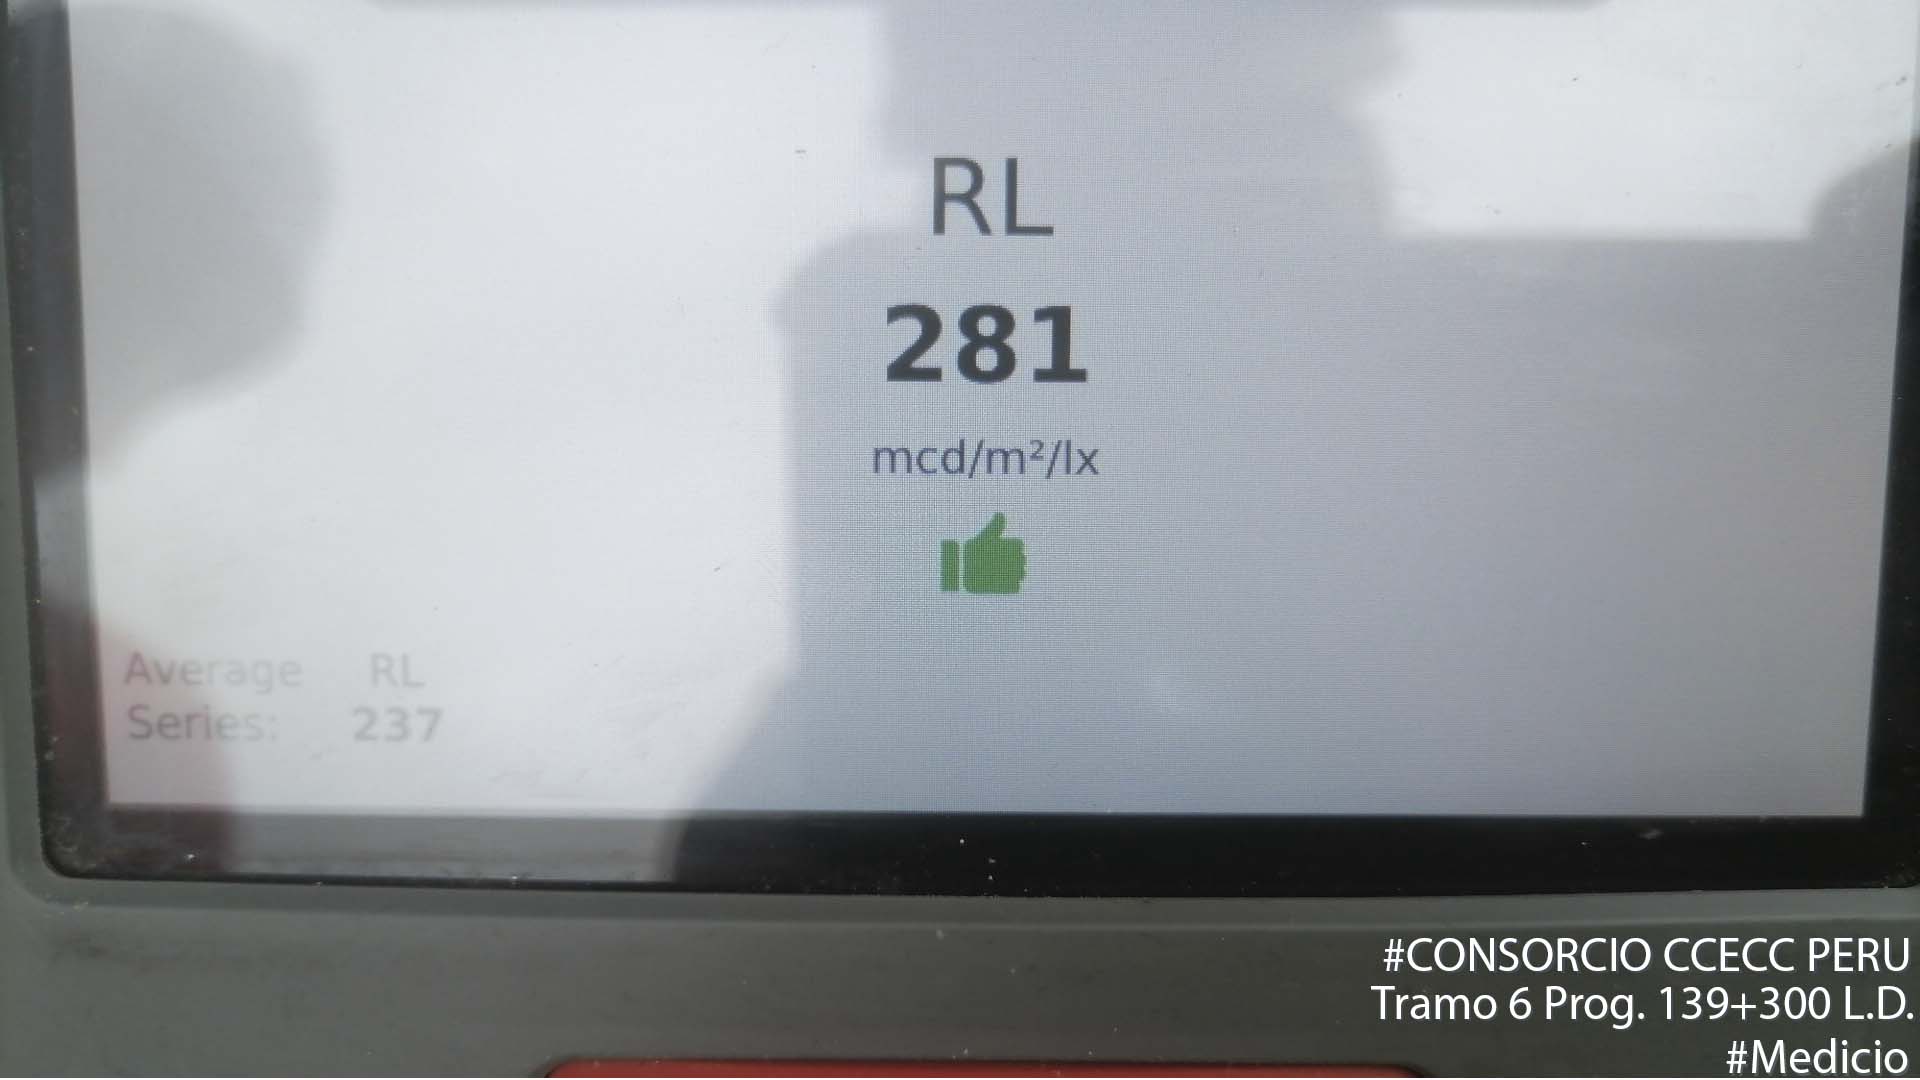 RL
281
mcd/m²/lx
Average RL
Series: 237
#CONSORCIO CCECC PERU
Tramo 6 Prog. 139+300 L.D.
#Medicio